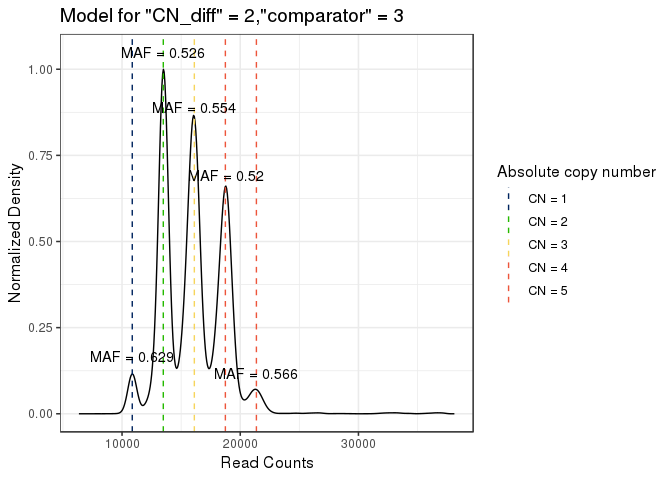 Model for "CN_diff" = 2,"comparator" = 3
MAF = 0.526
MAF = 0.554
MAF = 0.52
MAF = 0.629
MAF = 0.566
1.00
0.75
0.50
0.25
0.00
Normalized Density
10000
20000
30000
Read Counts
Absolute copy number
CN = 1
CN = 2
CN = 3
CN = 4
CN = 5